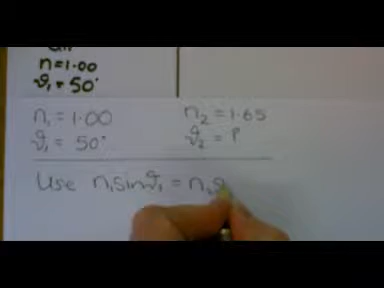 n=1.00
ϑ₁=50°
n₁=1.00 n₂=1.65
ϑ₁= 50° ϑ₂= ?
Use n₁sinϑ₁=n₂s